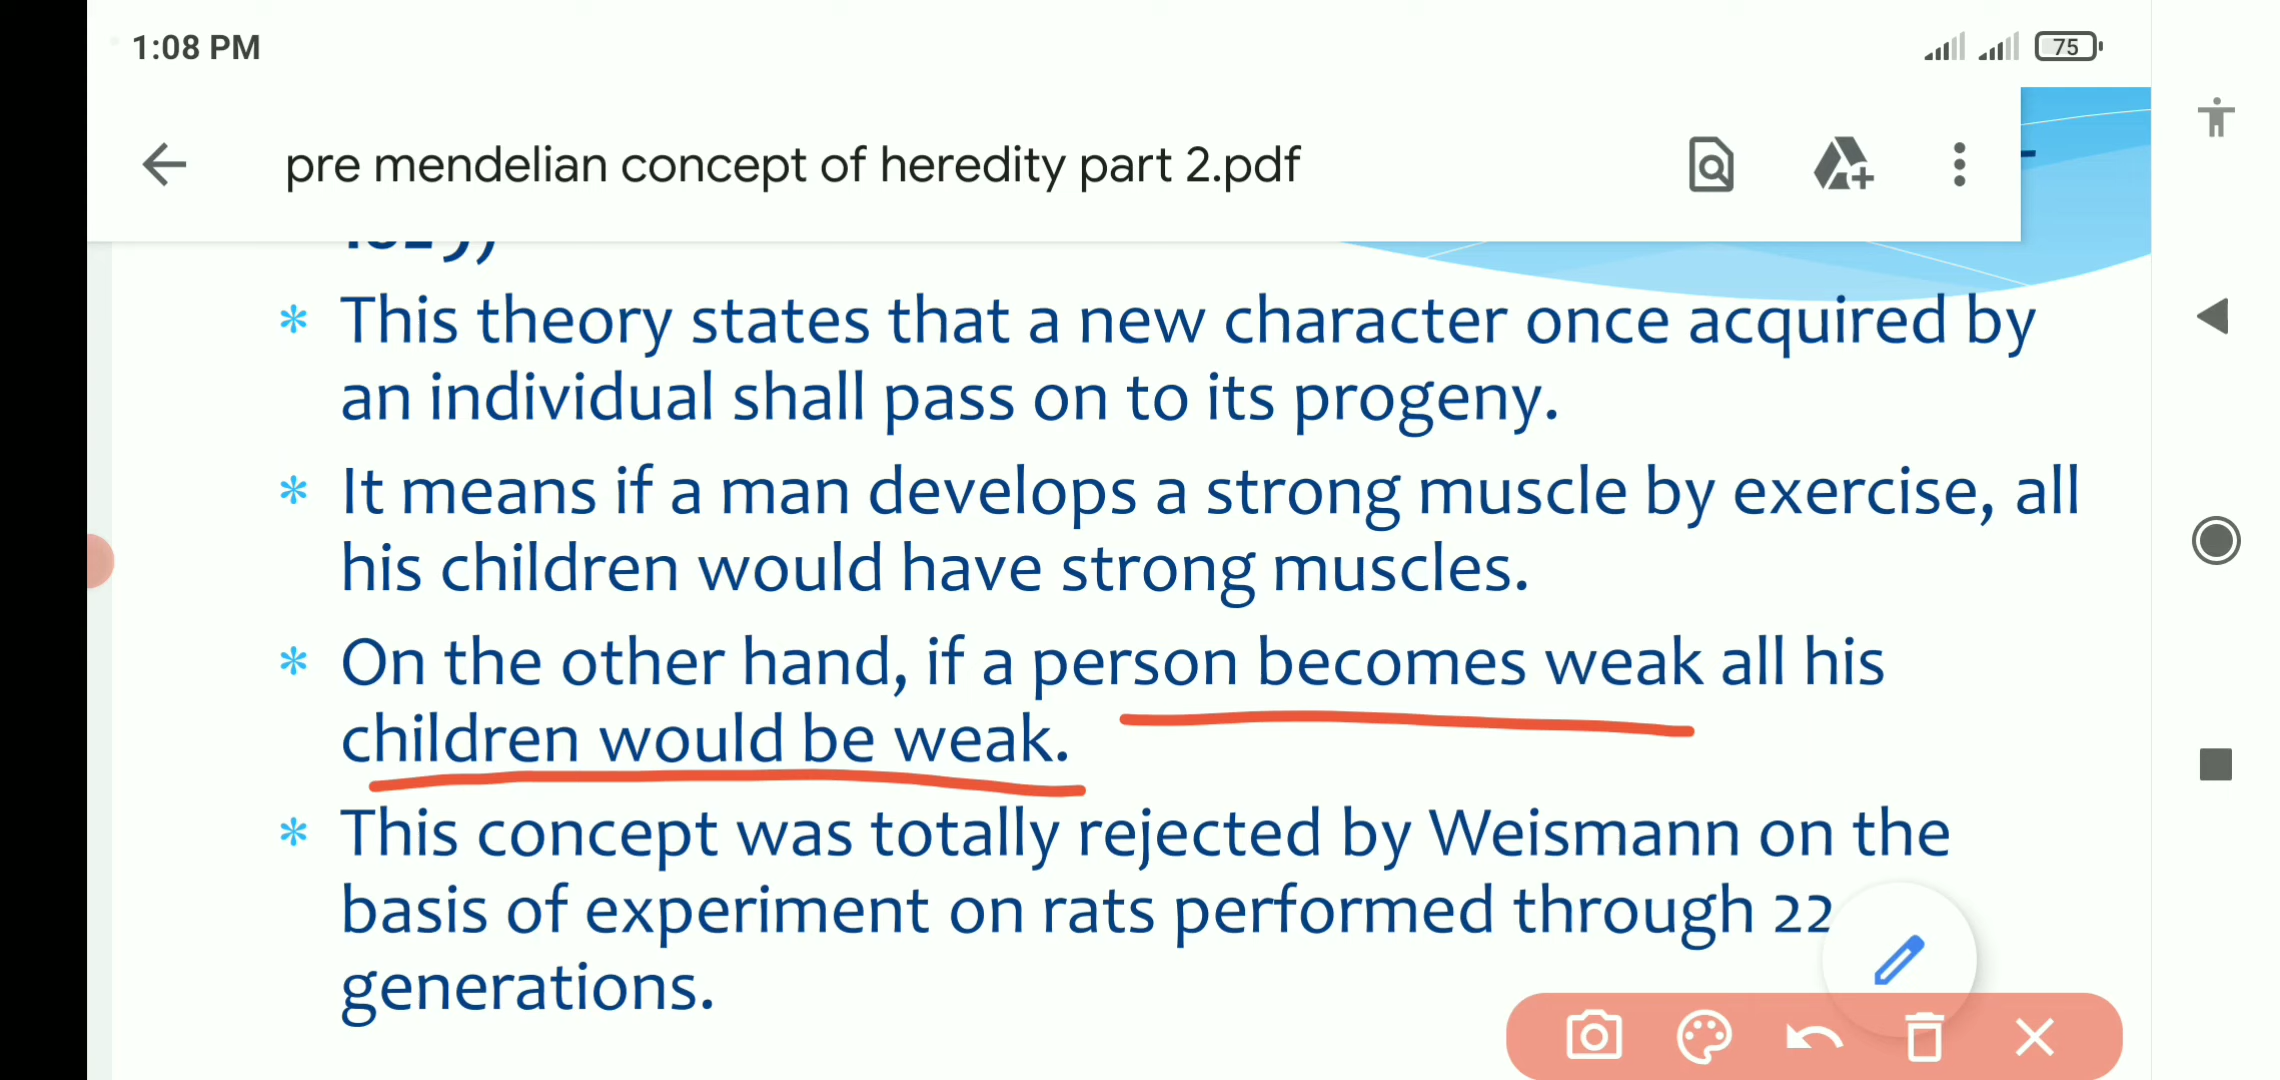 1:08 PM
75
pre mendelian concept of heredity part 2.pdf
* This theory states that a new character once acquired by
an individual shall pass on to its progeny.
* It means if a man develops a strong muscle by exercise, all
his children would have strong muscles.
* On the other hand, if a person becomes weak all his
children would be weak.
* This concept was totally rejected by Weismann on the
basis of experiment on rats performed through 22
generations.